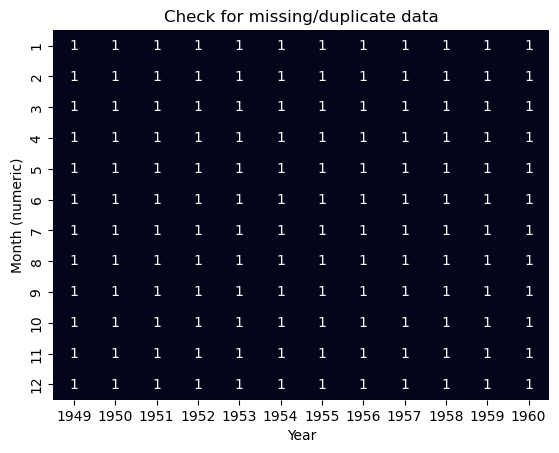 Check for missing/duplicate data
Month (numeric)
1 1 1 1 1 1 1 1 1 1 1 1 1
2 1 1 1 1 1 1 1 1 1 1 1 1
3 1 1 1 1 1 1 1 1 1 1 1 1
4 1 1 1 1 1 1 1 1 1 1 1 1
5 1 1 1 1 1 1 1 1 1 1 1 1
6 1 1 1 1 1 1 1 1 1 1 1 1
7 1 1 1 1 1 1 1 1 1 1 1 1
8 1 1 1 1 1 1 1 1 1 1 1 1
9 1 1 1 1 1 1 1 1 1 1 1 1
10 1 1 1 1 1 1 1 1 1 1 1 1
11 1 1 1 1 1 1 1 1 1 1 1 1
12 1 1 1 1 1 1 1 1 1 1 1 1
1949 1950 1951 1952 1953 1954 1955 1956 1957 1958 1959 1960
Year